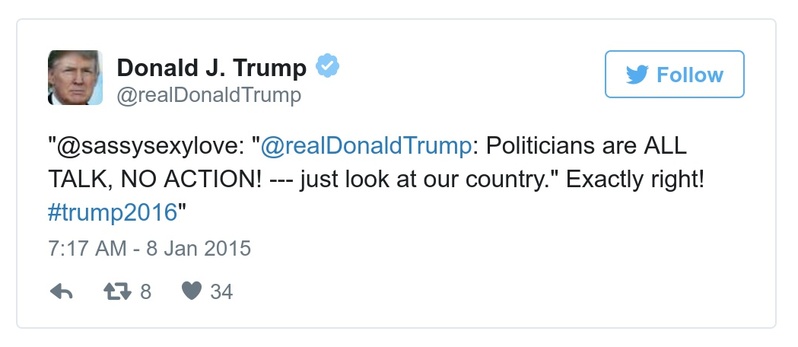 Donald J. Trump
@realDonaldTrump
Follow
"@sassysexylove: "@realDonaldTrump: Politicians are ALL
TALK, NO ACTION! --- just look at our country." Exactly right!
#trump2016"
7:17 AM - 8 Jan 2015
8 34